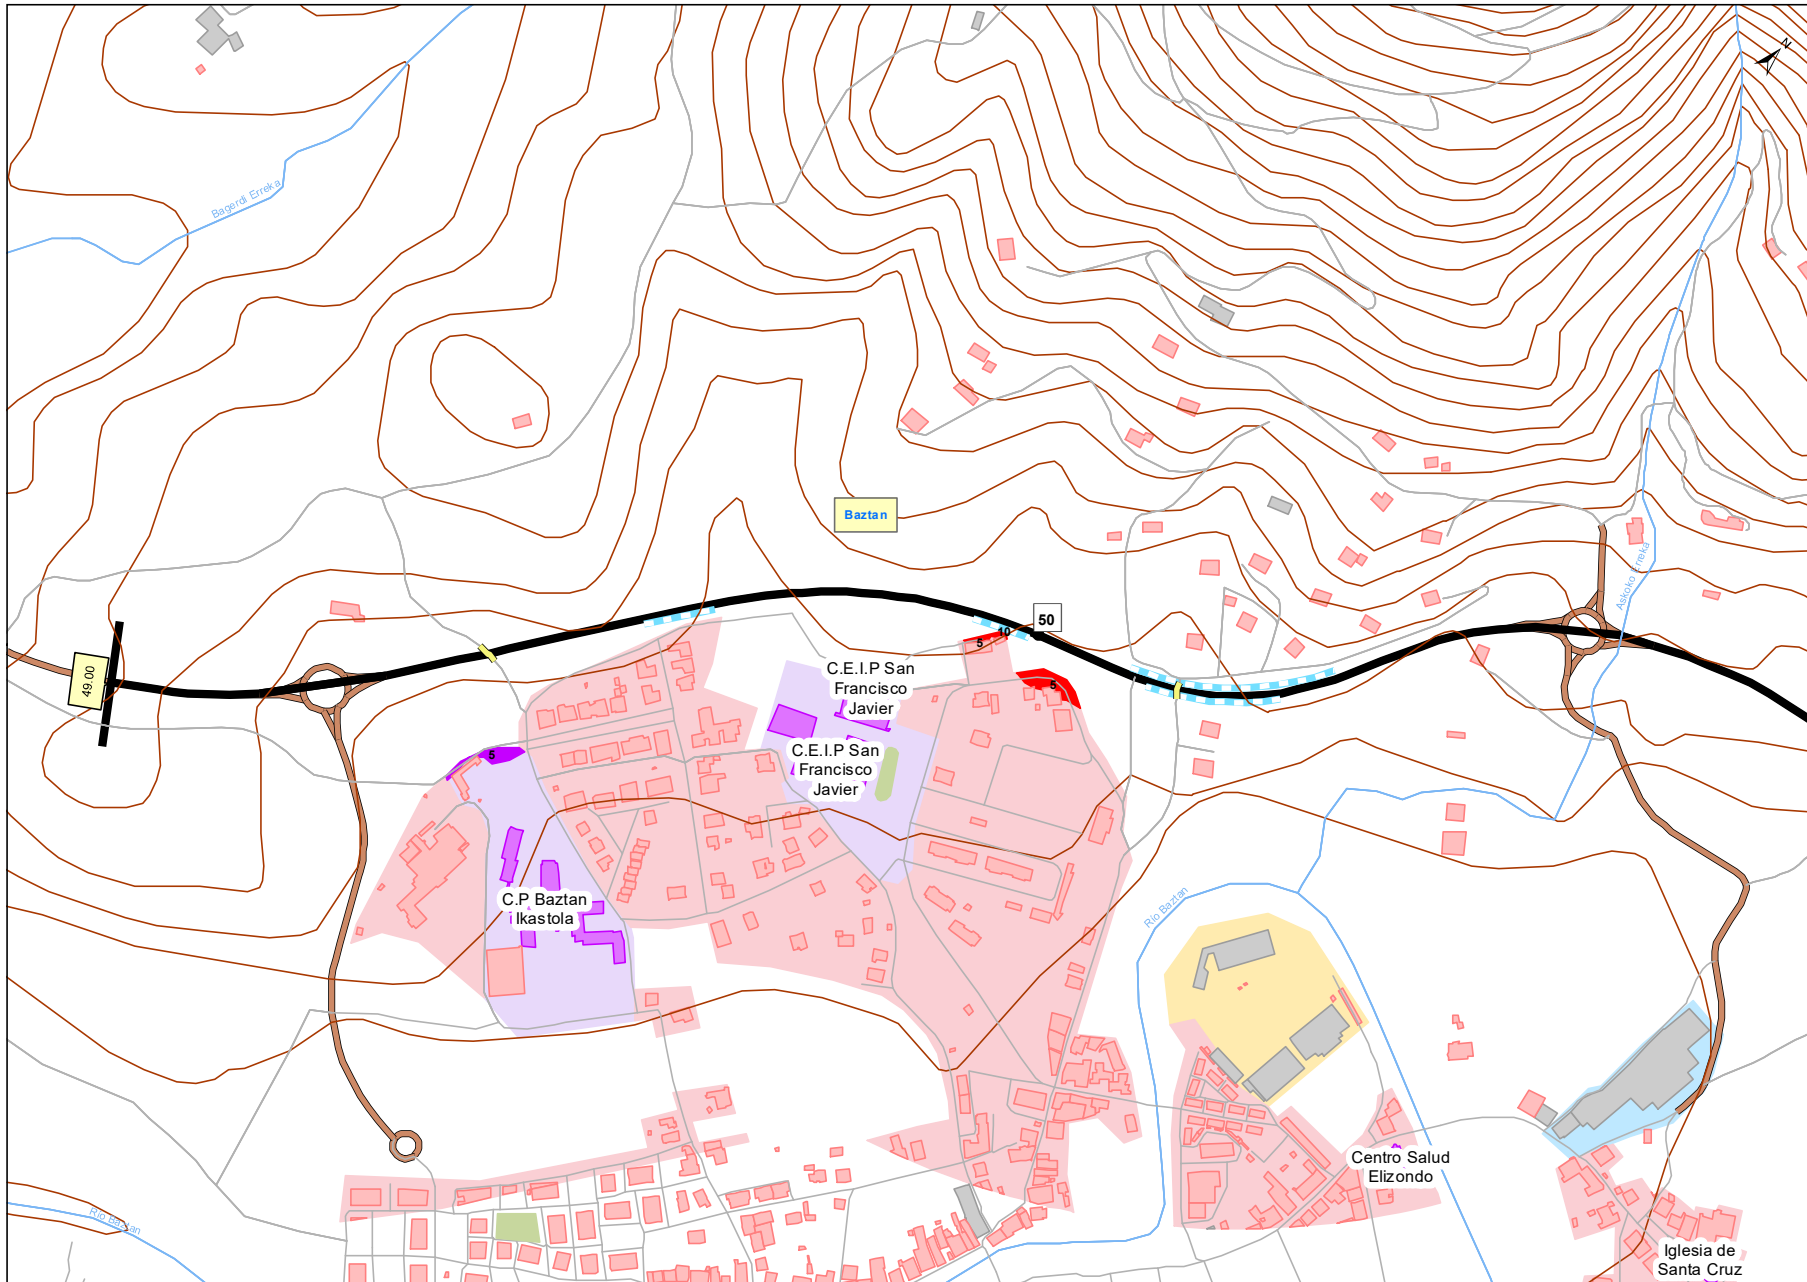 N
Bagerdi Erreka
Baztan
Askoko Erreka
50
10
5
5
49.00
C.E.I.P San
Francisco
Javier
C.E.I.P San
Francisco
Javier
5
C.P Baztan
Ikastola
Río Baztan
Centro Salud
Elizondo
Río Baztan
Iglesia de
Santa Cruz